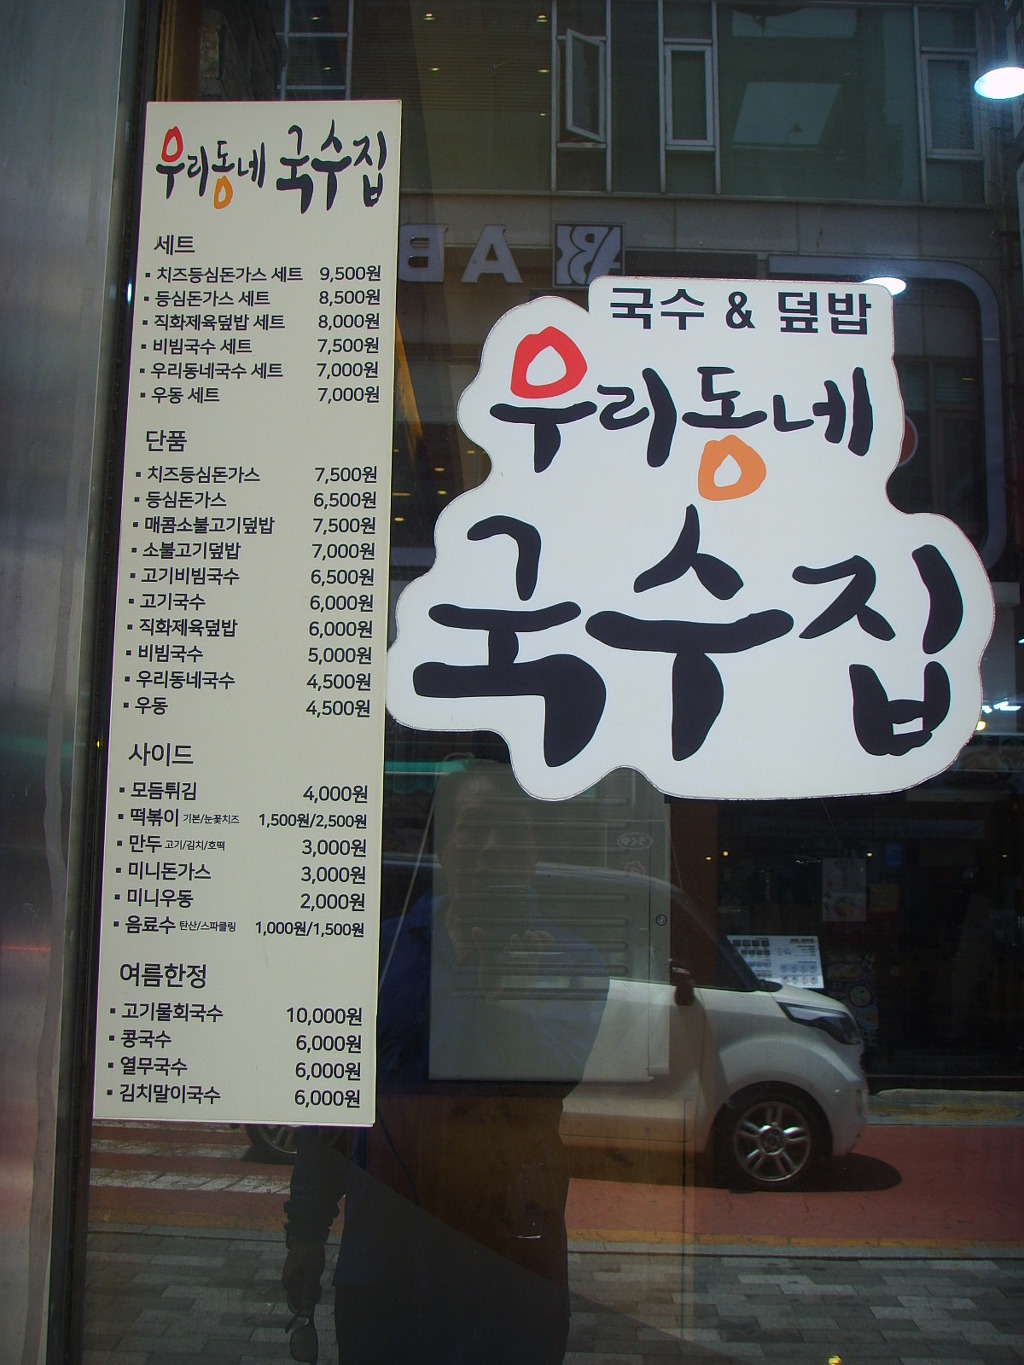 우리동네 국수집
세트
▪ 치즈등심돈가스 세트 9,500원
▪ 등심돈가스 세트 8,500원
▪ 직화제육덮밥 세트 8,000원
▪ 비빔국수 세트 7,500원
▪ 우리동네국수 세트 7,000원
▪ 우동 세트 7,000원
단품
▪ 치즈등심돈가스 7,500원
▪ 등심돈가스 6,500원
▪ 매콤소불고기덮밥 7,500원
▪ 소불고기덮밥 7,000원
▪ 고기비빔국수 6,500원
▪ 고기국수 6,000원
▪ 직화제육덮밥 6,000원
▪ 비빔국수 5,000원
▪ 우리동네국수 4,500원
▪ 우동 4,500원
사이드
▪ 모듬튀김 4,000원
▪ 떡볶이 기본/눈꽃치즈 1,500원/2,500원
▪ 만두 고기/김치/호떡 3,000원
▪ 미니돈가스 3,000원
▪ 미니우동 2,000원
▪ 음료수 탄산/스파클링 1,000원/1,500원
여름한정
▪ 고기물회국수 10,000원
▪ 콩국수 6,000원
▪ 열무국수 6,000원
▪ 김치말이국수 6,000원
국수 & 덮밥
우리동네
국수집